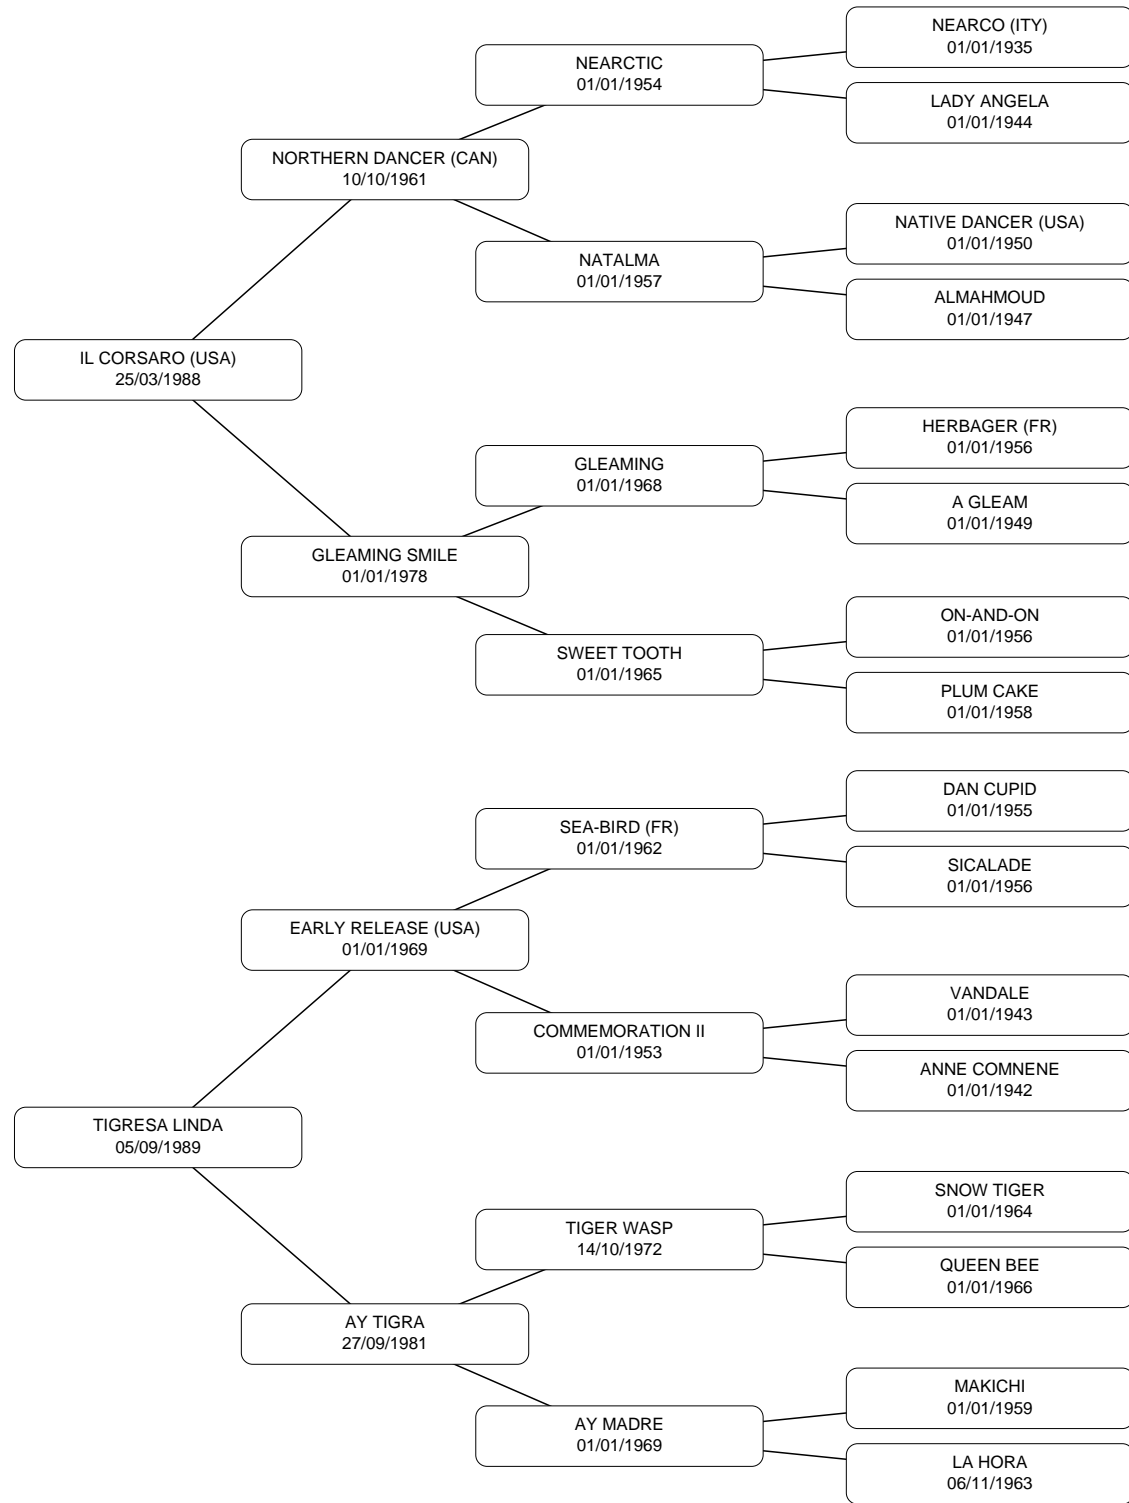 NEARCO (ITY)
01/01/1935
NEARCTIC
01/01/1954
LADY ANGELA
01/01/1944
NORTHERN DANCER (CAN)
10/10/1961
NATIVE DANCER (USA)
01/01/1950
NATALMA
01/01/1957
ALMAHMOUD
01/01/1947
IL CORSARO (USA)
25/03/1988
HERBAGER (FR)
01/01/1956
GLEAMING
01/01/1968
A GLEAM
01/01/1949
GLEAMING SMILE
01/01/1978
ON-AND-ON
01/01/1956
SWEET TOOTH
01/01/1965
PLUM CAKE
01/01/1958
DAN CUPID
01/01/1955
SEA-BIRD (FR)
01/01/1962
SICALADE
01/01/1956
EARLY RELEASE (USA)
01/01/1969
VANDALE
01/01/1943
COMMEMORATION II
01/01/1953
ANNE COMNENE
01/01/1942
TIGRESA LINDA
05/09/1989
SNOW TIGER
01/01/1964
TIGER WASP
14/10/1972
QUEEN BEE
01/01/1966
AY TIGRA
27/09/1981
MAKICHI
01/01/1959
AY MADRE
01/01/1969
LA HORA
06/11/1963